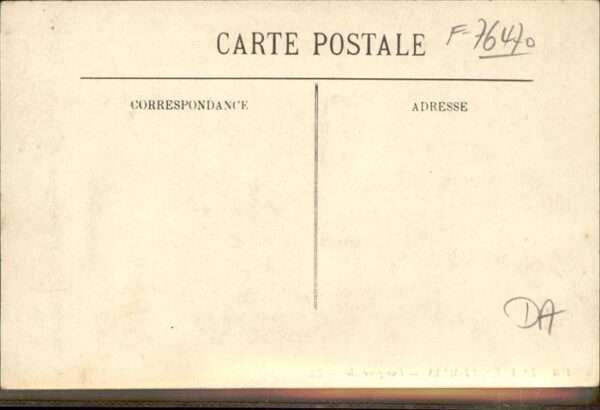 CARTE POSTALE
F-76470
CORRESPONDANCE
ADRESSE
DA